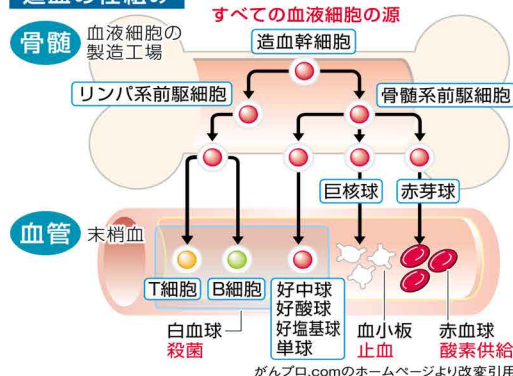 造血の仕組み
すべての血液細胞の源
骨髄
血液細胞の
製造工場
造血幹細胞
リンパ系前駆細胞
骨髄系前駆細胞
巨核球
赤芽球
血管
末梢血
T細胞
B細胞
好中球
好酸球
好塩基球
単球
白血球
殺菌
血小板
止血
赤血球
酸素供給
がんプロ.comのホームページより改変引用